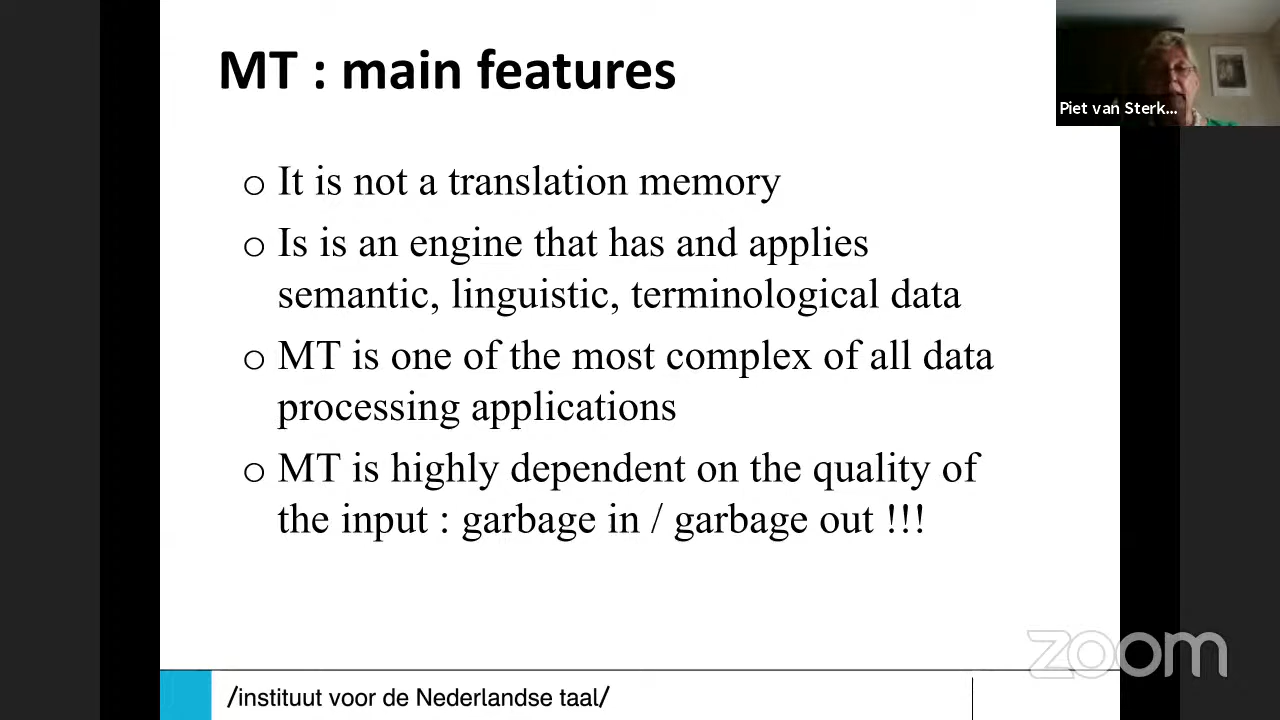 MT : main features
Piet van Sterk...
o It is not a translation memory
o Is is an engine that has and applies
semantic, linguistic, terminological data
o MT is one of the most complex of all data
processing applications
o MT is highly dependent on the quality of
the input : garbage in / garbage out !!!
zoom
/instituut voor de Nederlandse taal/